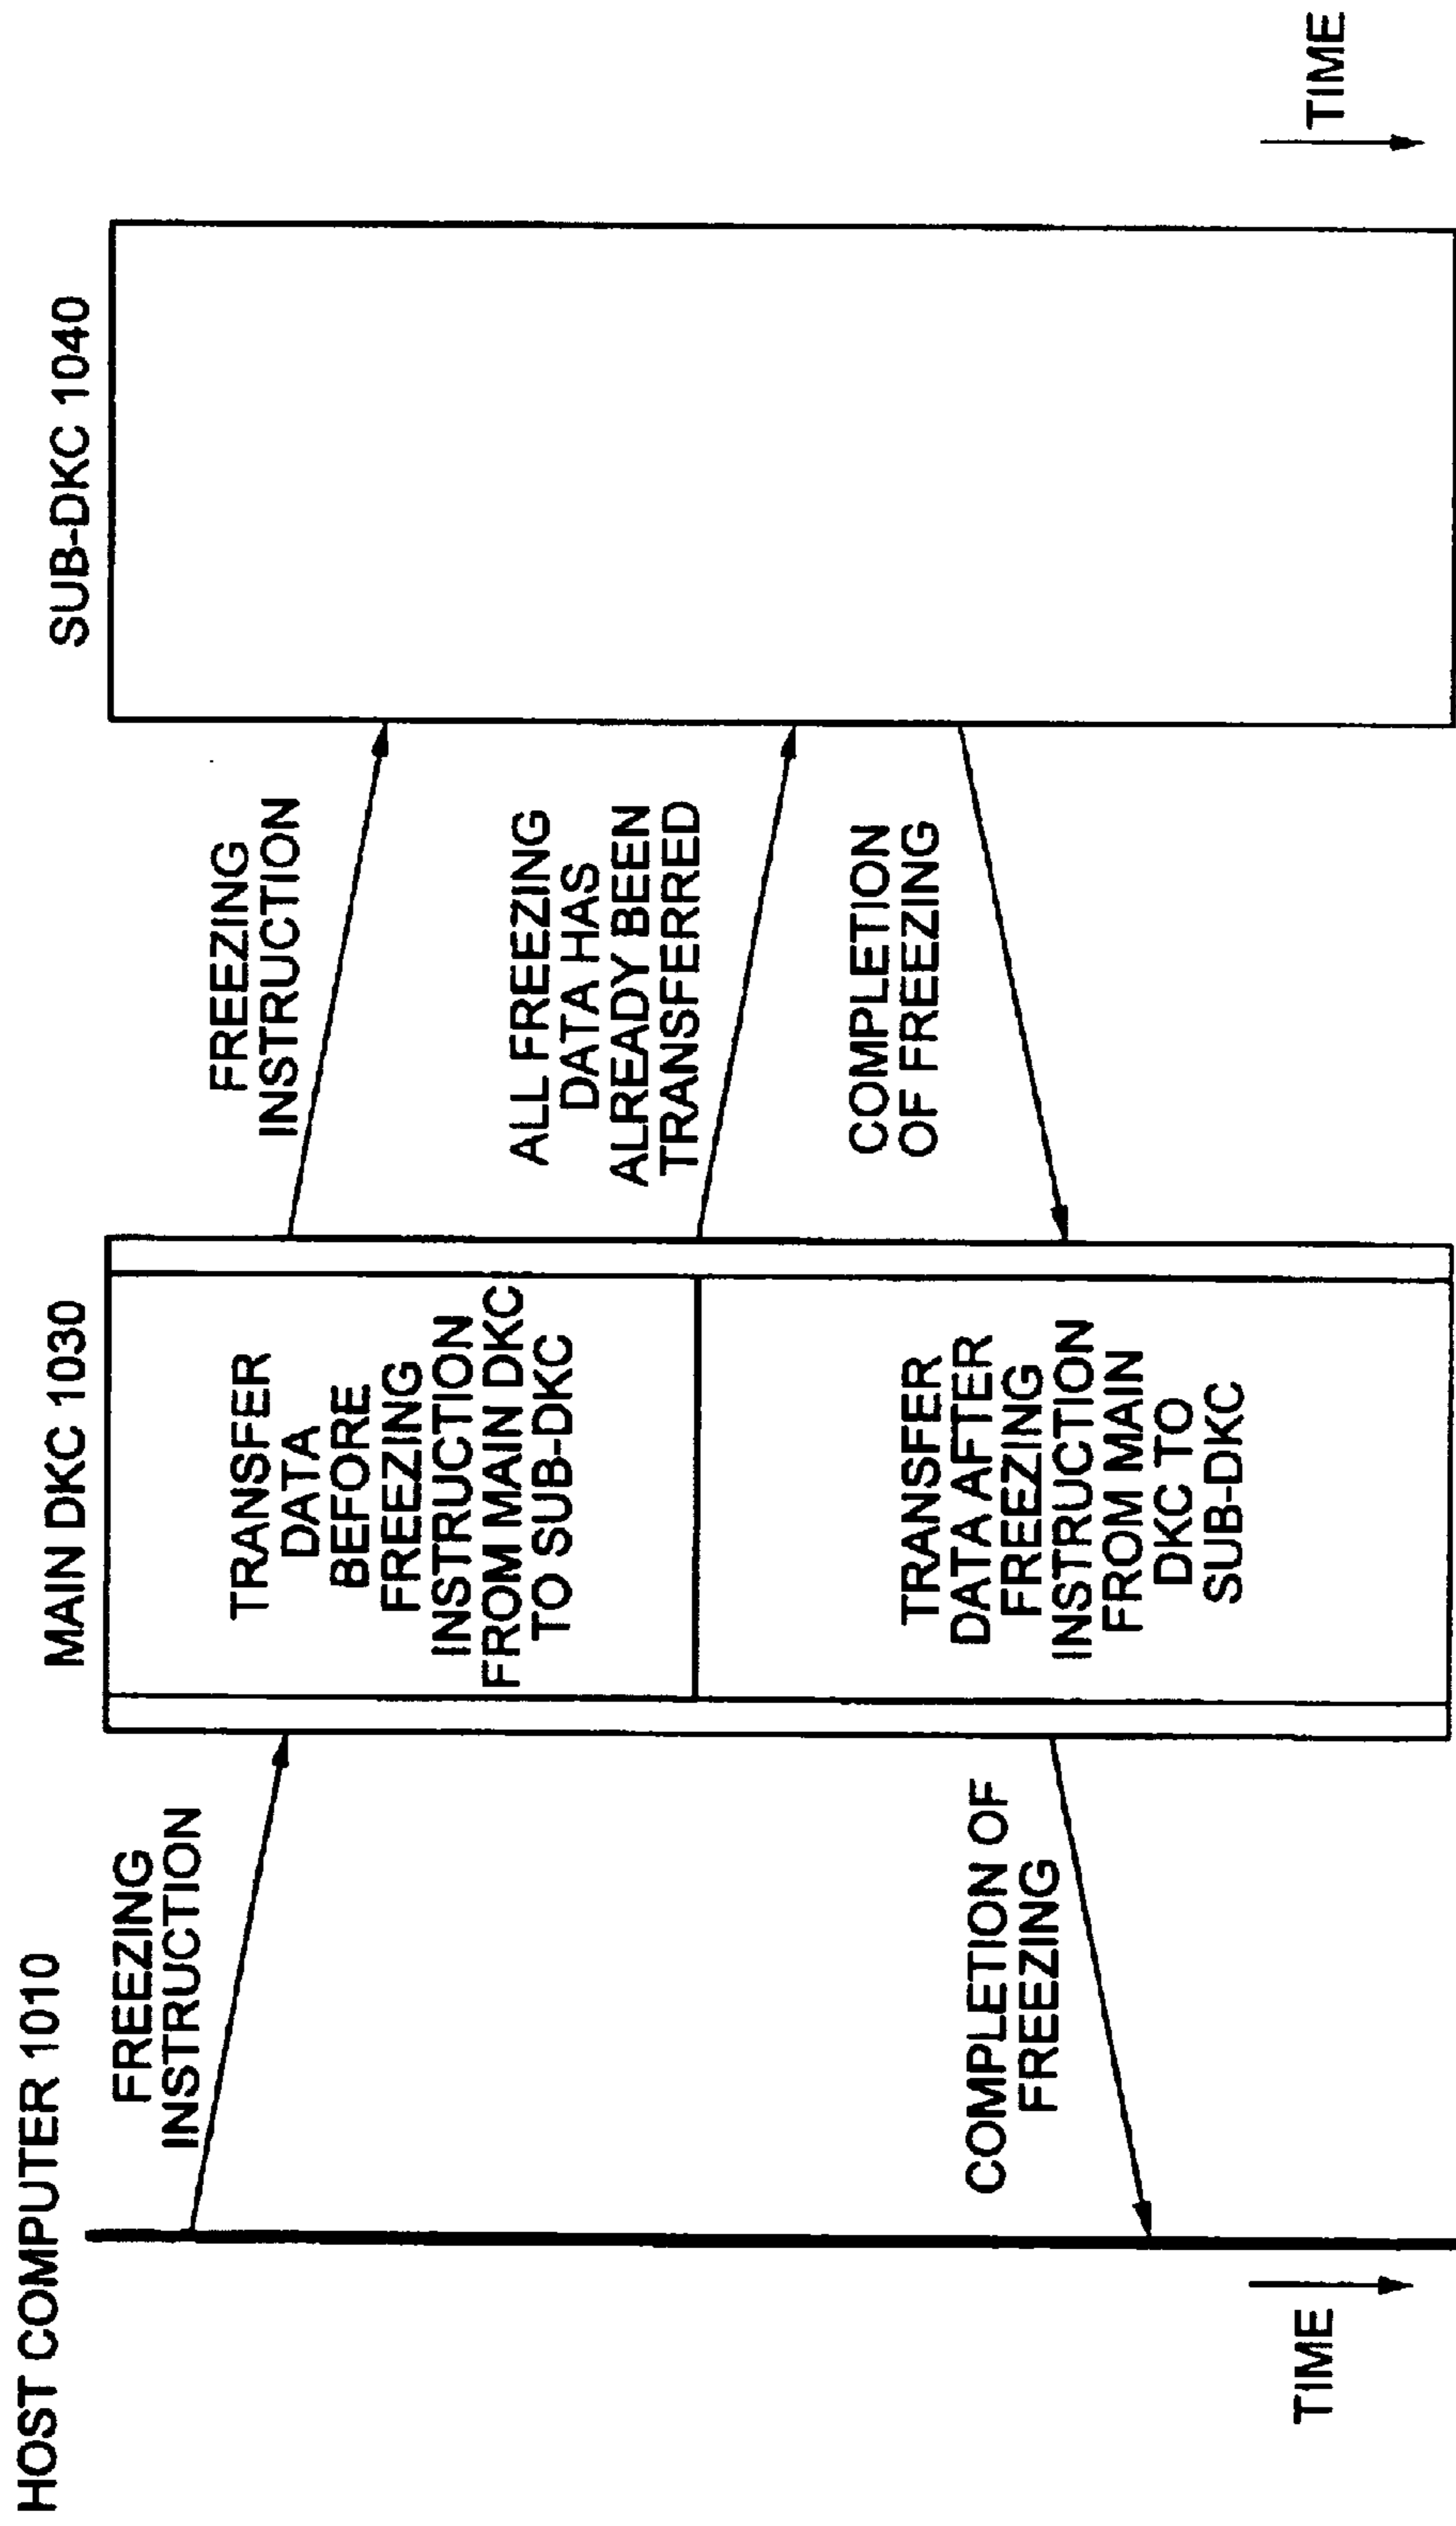 HOST COMPUTER 1010
MAIN DKC 1030
SUB-DKC 1040
FREEZING
INSTRUCTION
TRANSFER
DATA
BEFORE
FREEZING
INSTRUCTION
FROM MAIN DKC
TO SUB-DKC
FREEZING
INSTRUCTION
ALL FREEZING
DATA HAS
ALREADY BEEN
TRANSFERRED
COMPLETION
OF FREEZING
TRANSFER
DATA AFTER
FREEZING
INSTRUCTION
FROM MAIN
DKC TO
SUB-DKC
COMPLETION OF
FREEZING
TIME
TIME